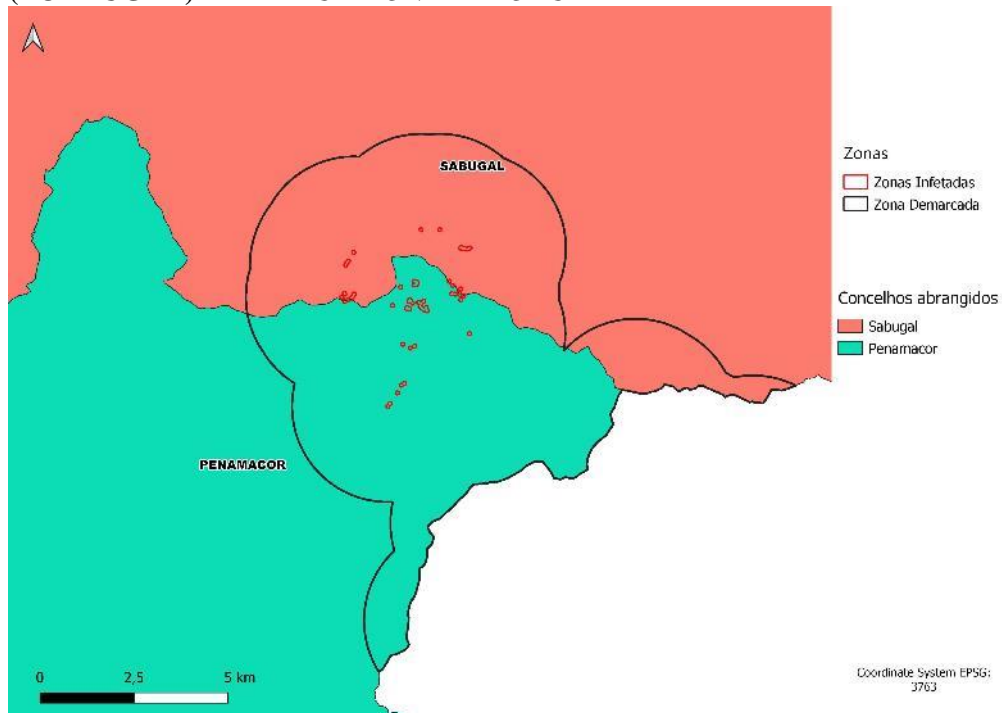 SABUGAL
PENAMACOR
Zonas
Zonas Infetadas
Zona Demarcada
Concelhos abrangidos
Sabugal
Penamacor
0 2,5 5 km
Coordinate System EPSG:
3763